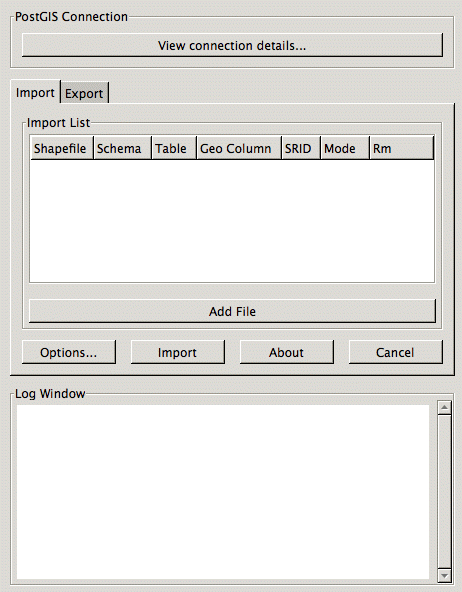 PostGIS Connection
View connection details...
Import Export
Import List
Shapefile Schema Table Geo Column SRID Mode Rm
Add File
Options... Import About Cancel
Log Window